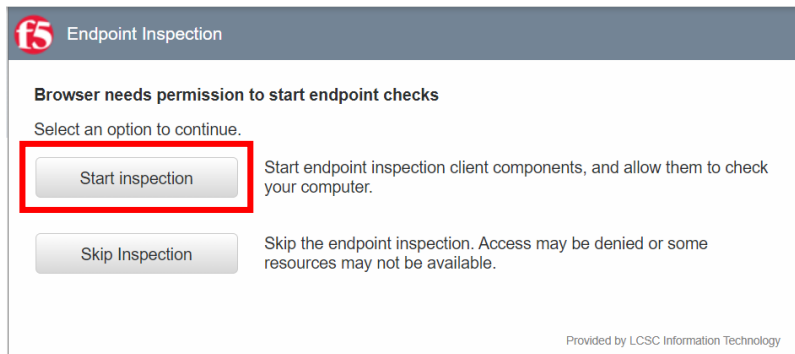 f5 Endpoint Inspection
Browser needs permission to start endpoint checks
Select an option to continue.
Start inspection
Start endpoint inspection client components, and allow them to check
your computer.
Skip Inspection
Skip the endpoint inspection. Access may be denied or some
resources may not be available.
Provided by LCSC Information Technology